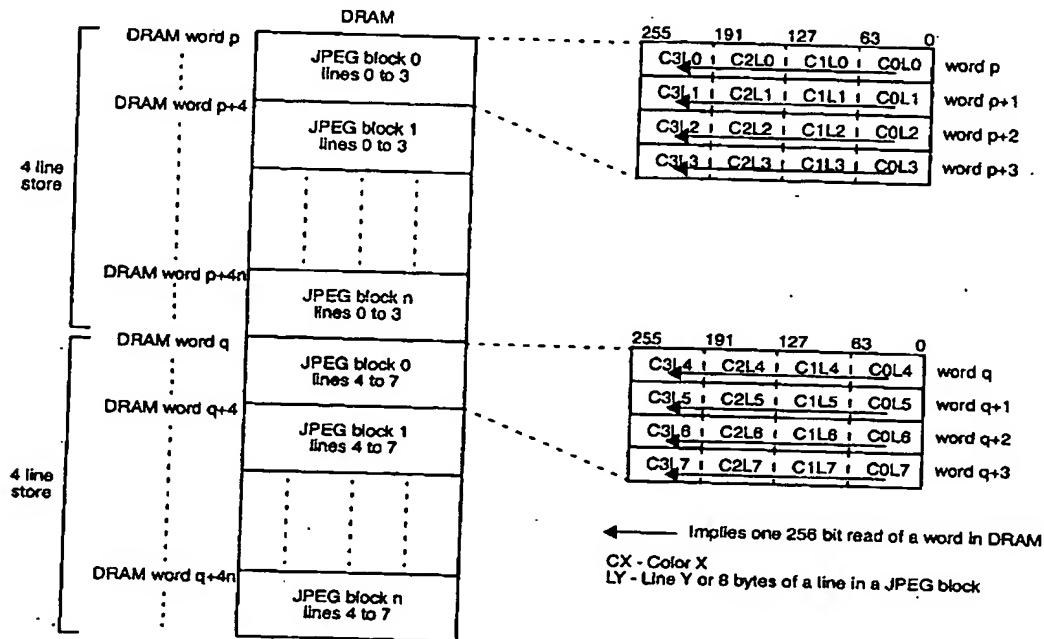 DRAM
DRAM word p
JPEG block 0
lines 0 to 3
DRAM word p+4
JPEG block 1
lines 0 to 3
4 line
store
DRAM word p+4n
JPEG block n
lines 0 to 3
DRAM word q
JPEG block 0
lines 4 to 7
DRAM word q+4
JPEG block 1
lines 4 to 7
4 line
store
DRAM word q+4n
JPEG block n
lines 4 to 7
255 191 127 63 0
C3L0 C2L0 C1L0 C0L0 word p
C3L1 C2L1 C1L1 C0L1 word p+1
C3L2 C2L2 C1L2 C0L2 word p+2
C3L3 C2L3 C1L3 C0L3 word p+3
255 191 127 63 0
C3L4 C2L4 C1L4 C0L4 word q
C3L5 C2L5 C1L5 C0L5 word q+1
C3L6 C2L6 C1L6 C0L6 word q+2
C3L7 C2L7 C1L7 C0L7 word q+3
Implies one 256 bit read of a word in DRAM
CX - Color X
LY - Line Y or 8 bytes of a line in a JPEG block